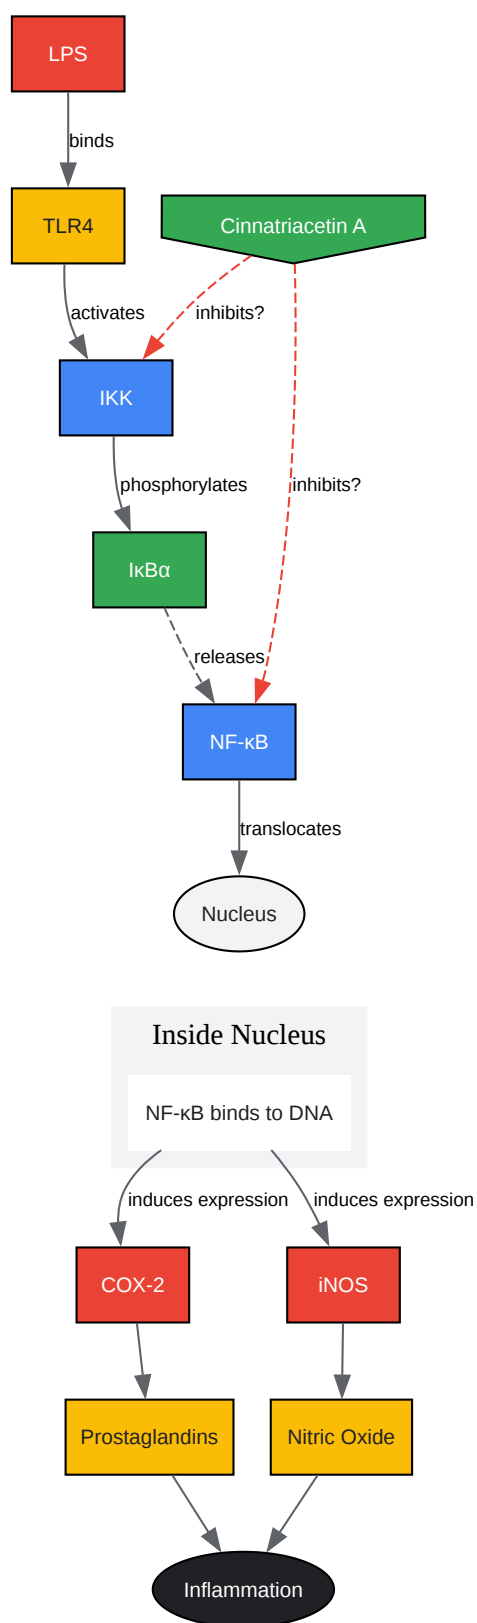 LPS
binds
TLR4
Cinnatriacetin A
activates
inhibits?
IKK
phosphorylates
inhibits?
IκBα
releases
NF-κB
translocates
Nucleus
Inside Nucleus
NF-κB binds to DNA
induces expression
induces expression
COX-2
iNOS
Prostaglandins
Nitric Oxide
Inflammation